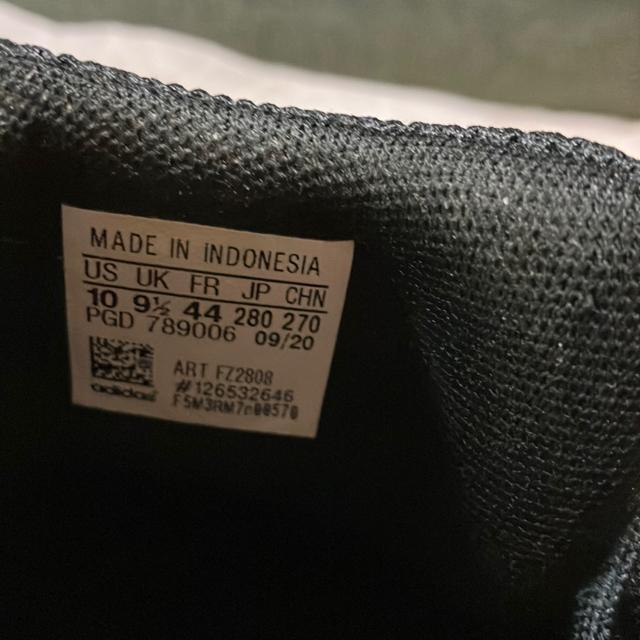 MADE IN INDONESIA
US UK FR JP CHN
10 9½ 44 280 270
PGD 789006 09/20
ART FZ2808
#126532646
adidas